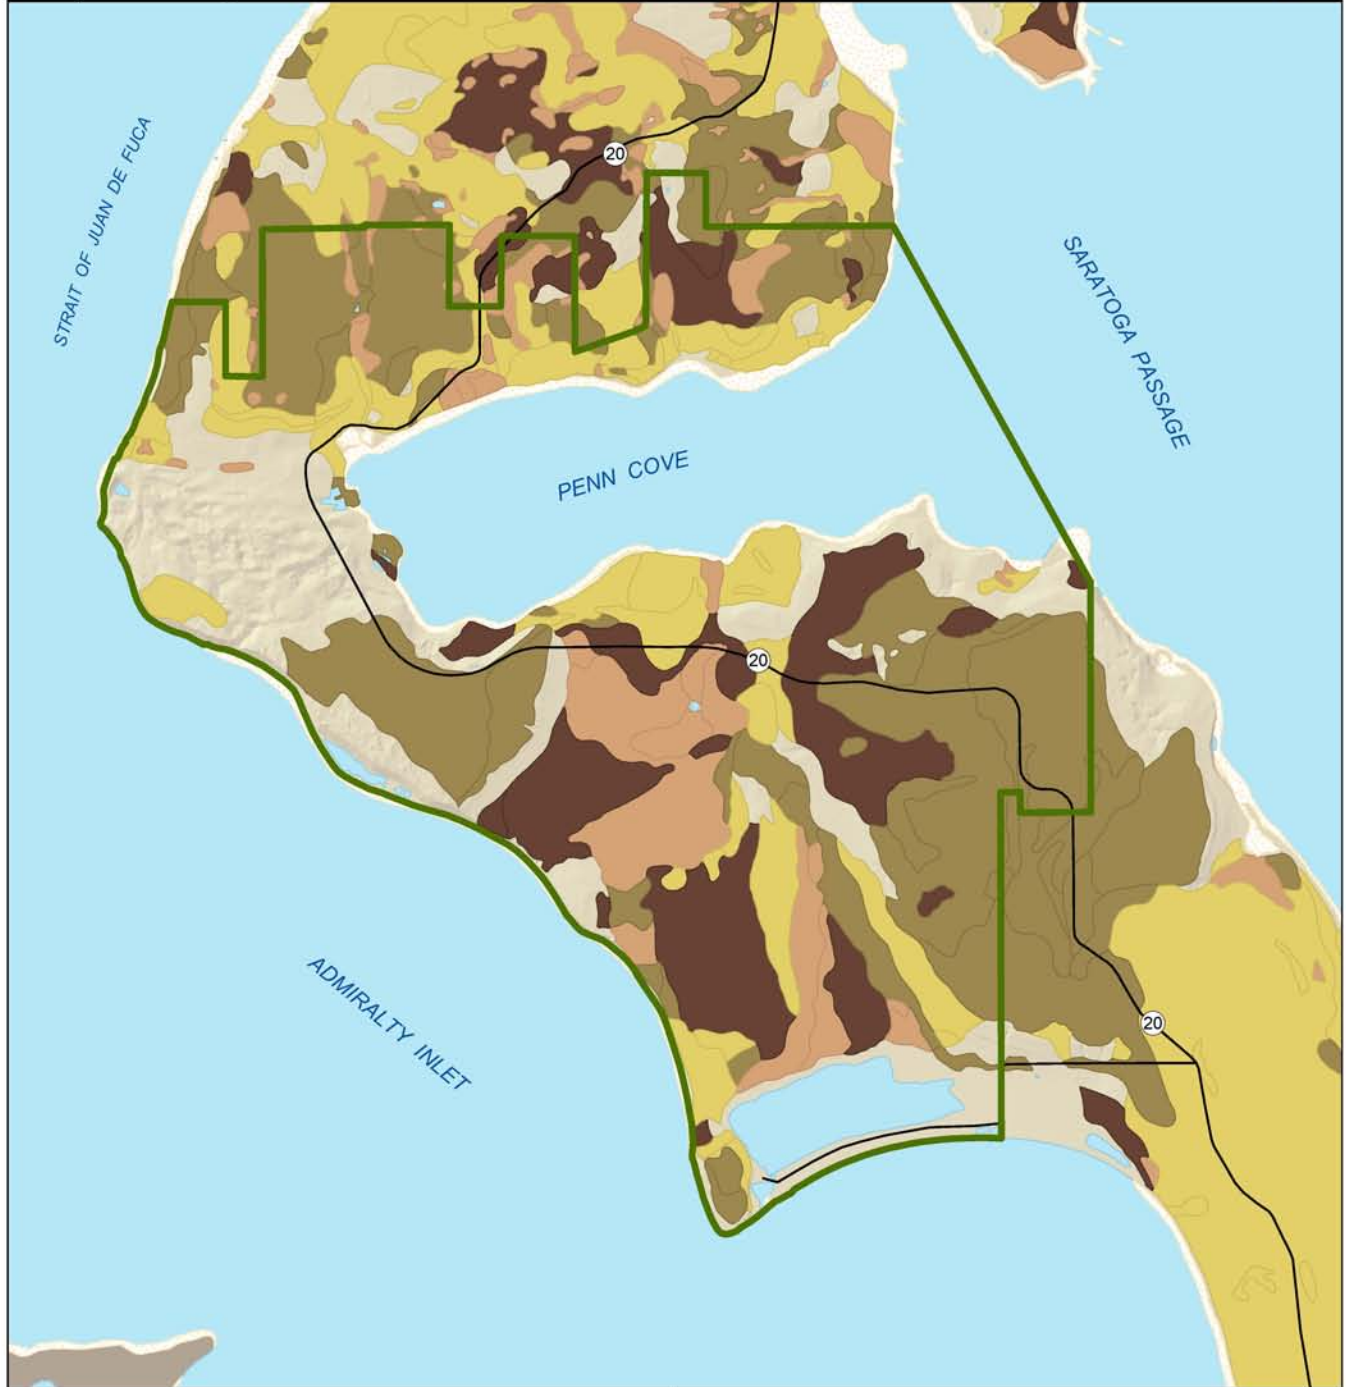 20
STRAIT OF JUAN DE FUCA
SARATOGA PASSAGE
PENN COVE
20
ADMIRALTY INLET
20